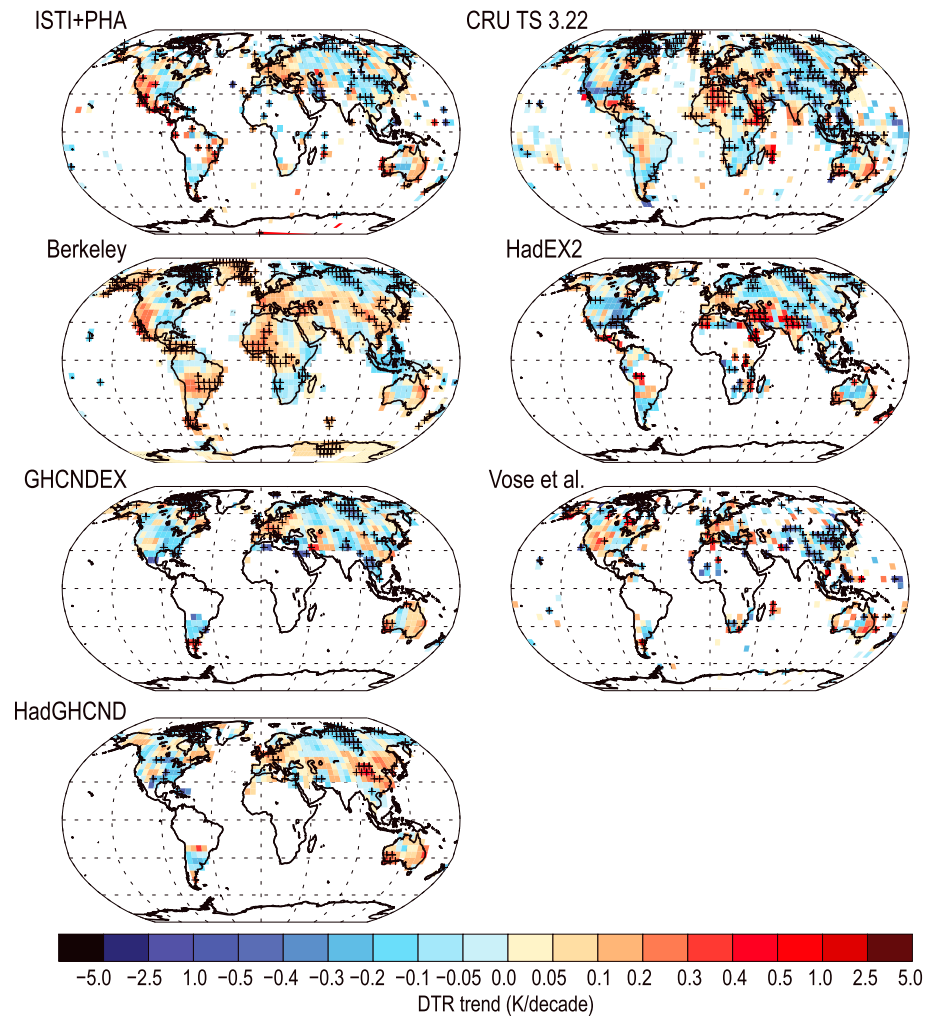 ISTI+PHA
CRU TS 3.22
Berkeley
HadEX2
GHCNDEX
Vose et al.
HadGHCND
−5.0 −2.5 1.0 −0.5 −0.4 −0.3 −0.2 −0.1 −0.05 0.0 0.05 0.1 0.2 0.3 0.4 0.5 1.0 2.5 5.0
DTR trend (K/decade)